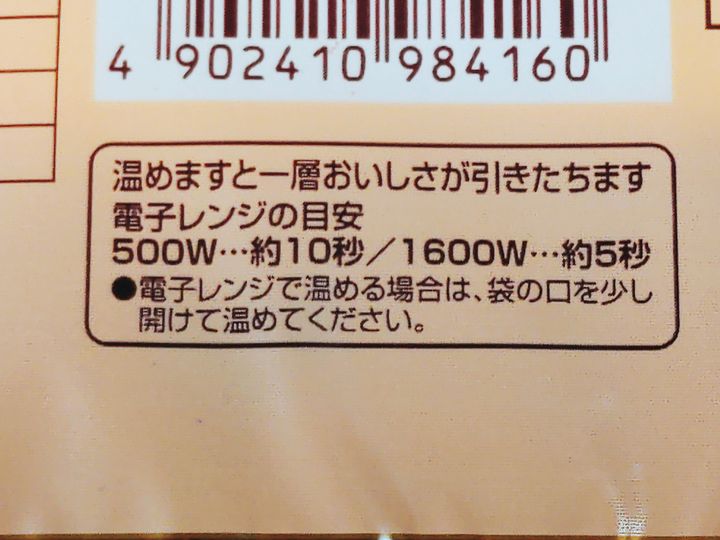 4 902410 984160
温めますと一層おいしさが引きたちます
電子レンジの目安
500W…約10秒／1600W…約5秒
●電子レンジで温める場合は、袋の口を少し
開けて温めてください。